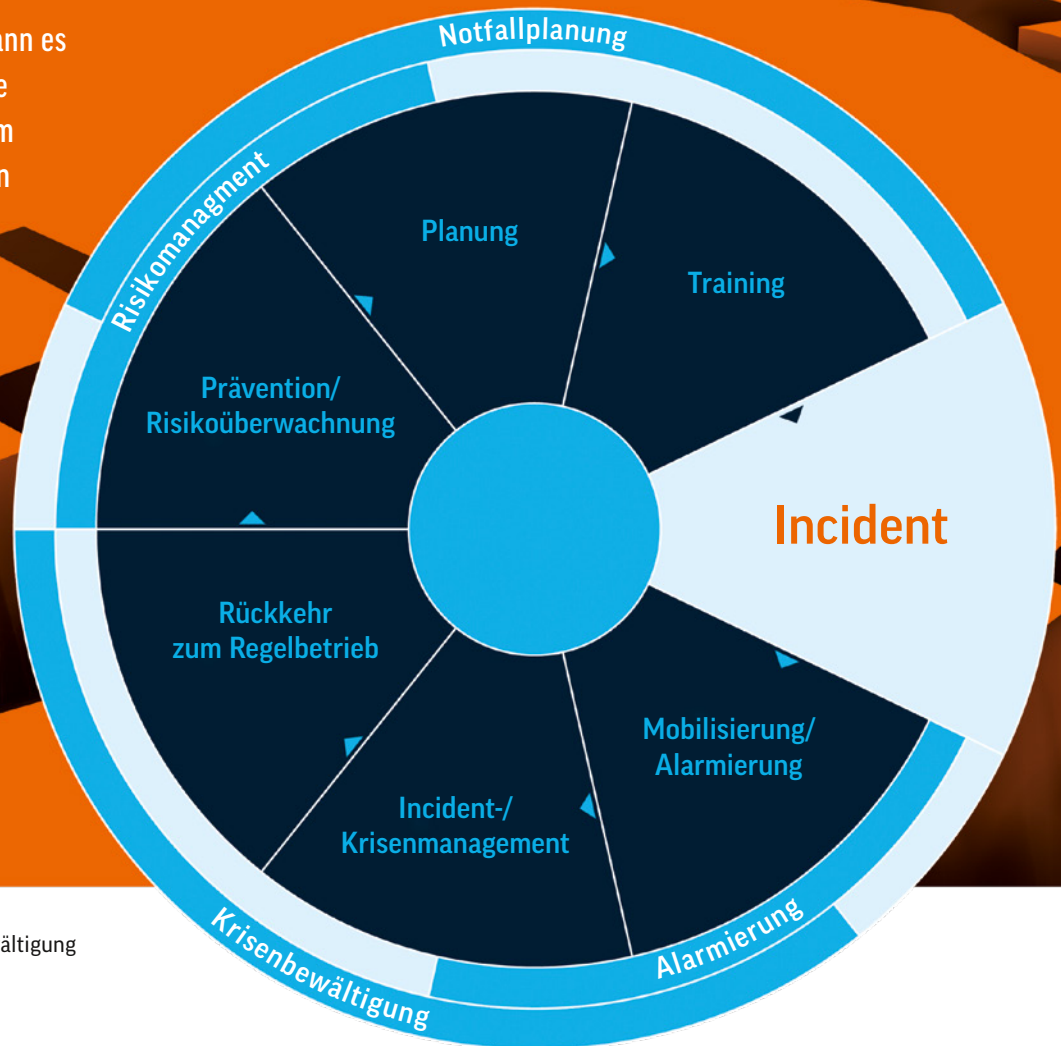 ann es
e
m
n
Notfallplanung
Risikomanagment
Planung
Training
Prävention/
Risikoüberwachnung
Incident
Rückkehr
zum Regelbetrieb
Mobilisierung/
Alarmierung
Incident-/
Krisenmanagement
Krisenbewältigung
Alarmierung
ältigung